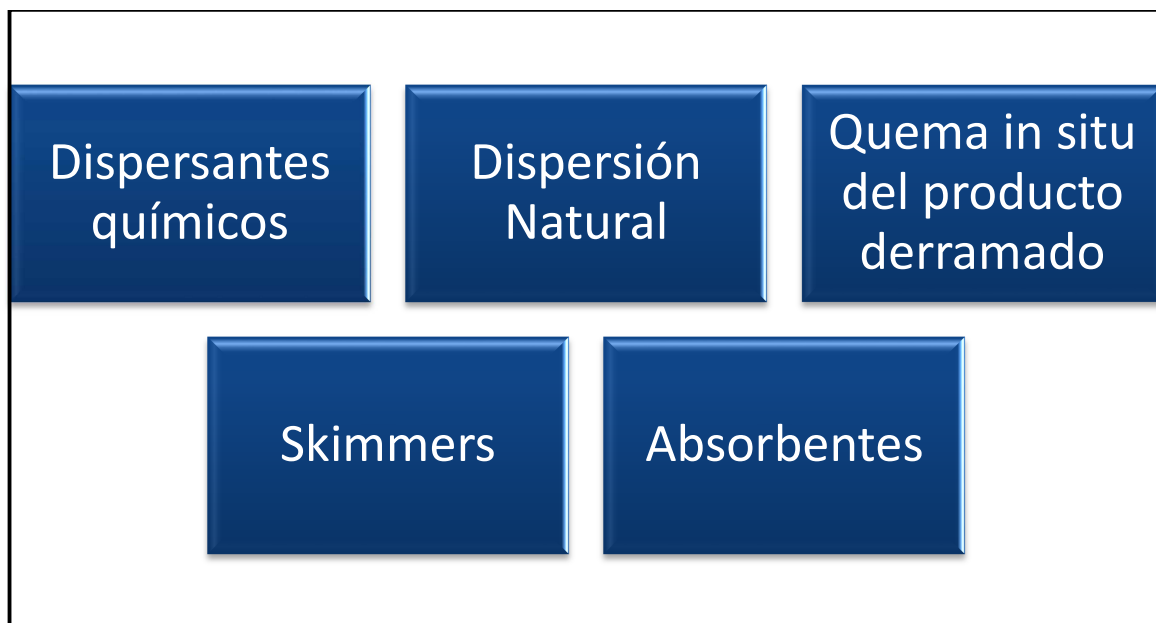 Dispersantes
químicos
Dispersión
Natural
Quema in situ
del producto
derramado
Skimmers
Absorbentes